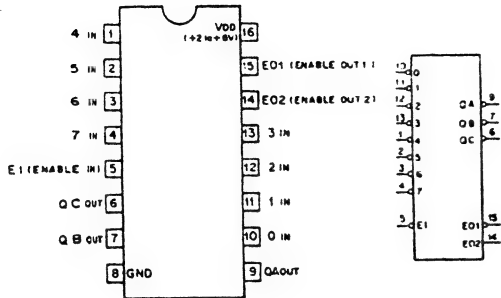 4 IN 1
5 IN 2
6 IN 3
7 IN 4
E1 (ENABLE IN) 5
QC OUT 6
QB OUT 7
8 GND
VDD 16
(+2 to +6V)
15 EO1 (ENABLE OUT 1)
14 EO2 (ENABLE OUT 2)
13 3 IN
12 2 IN
11 1 IN
10 0 IN
9 QA OUT
10 0
11 1
12 2
13 3
1 4
2 5
3 6
4 7
5 E1
QA 9
QB 7
QC 6
EO1 15
EO2 14